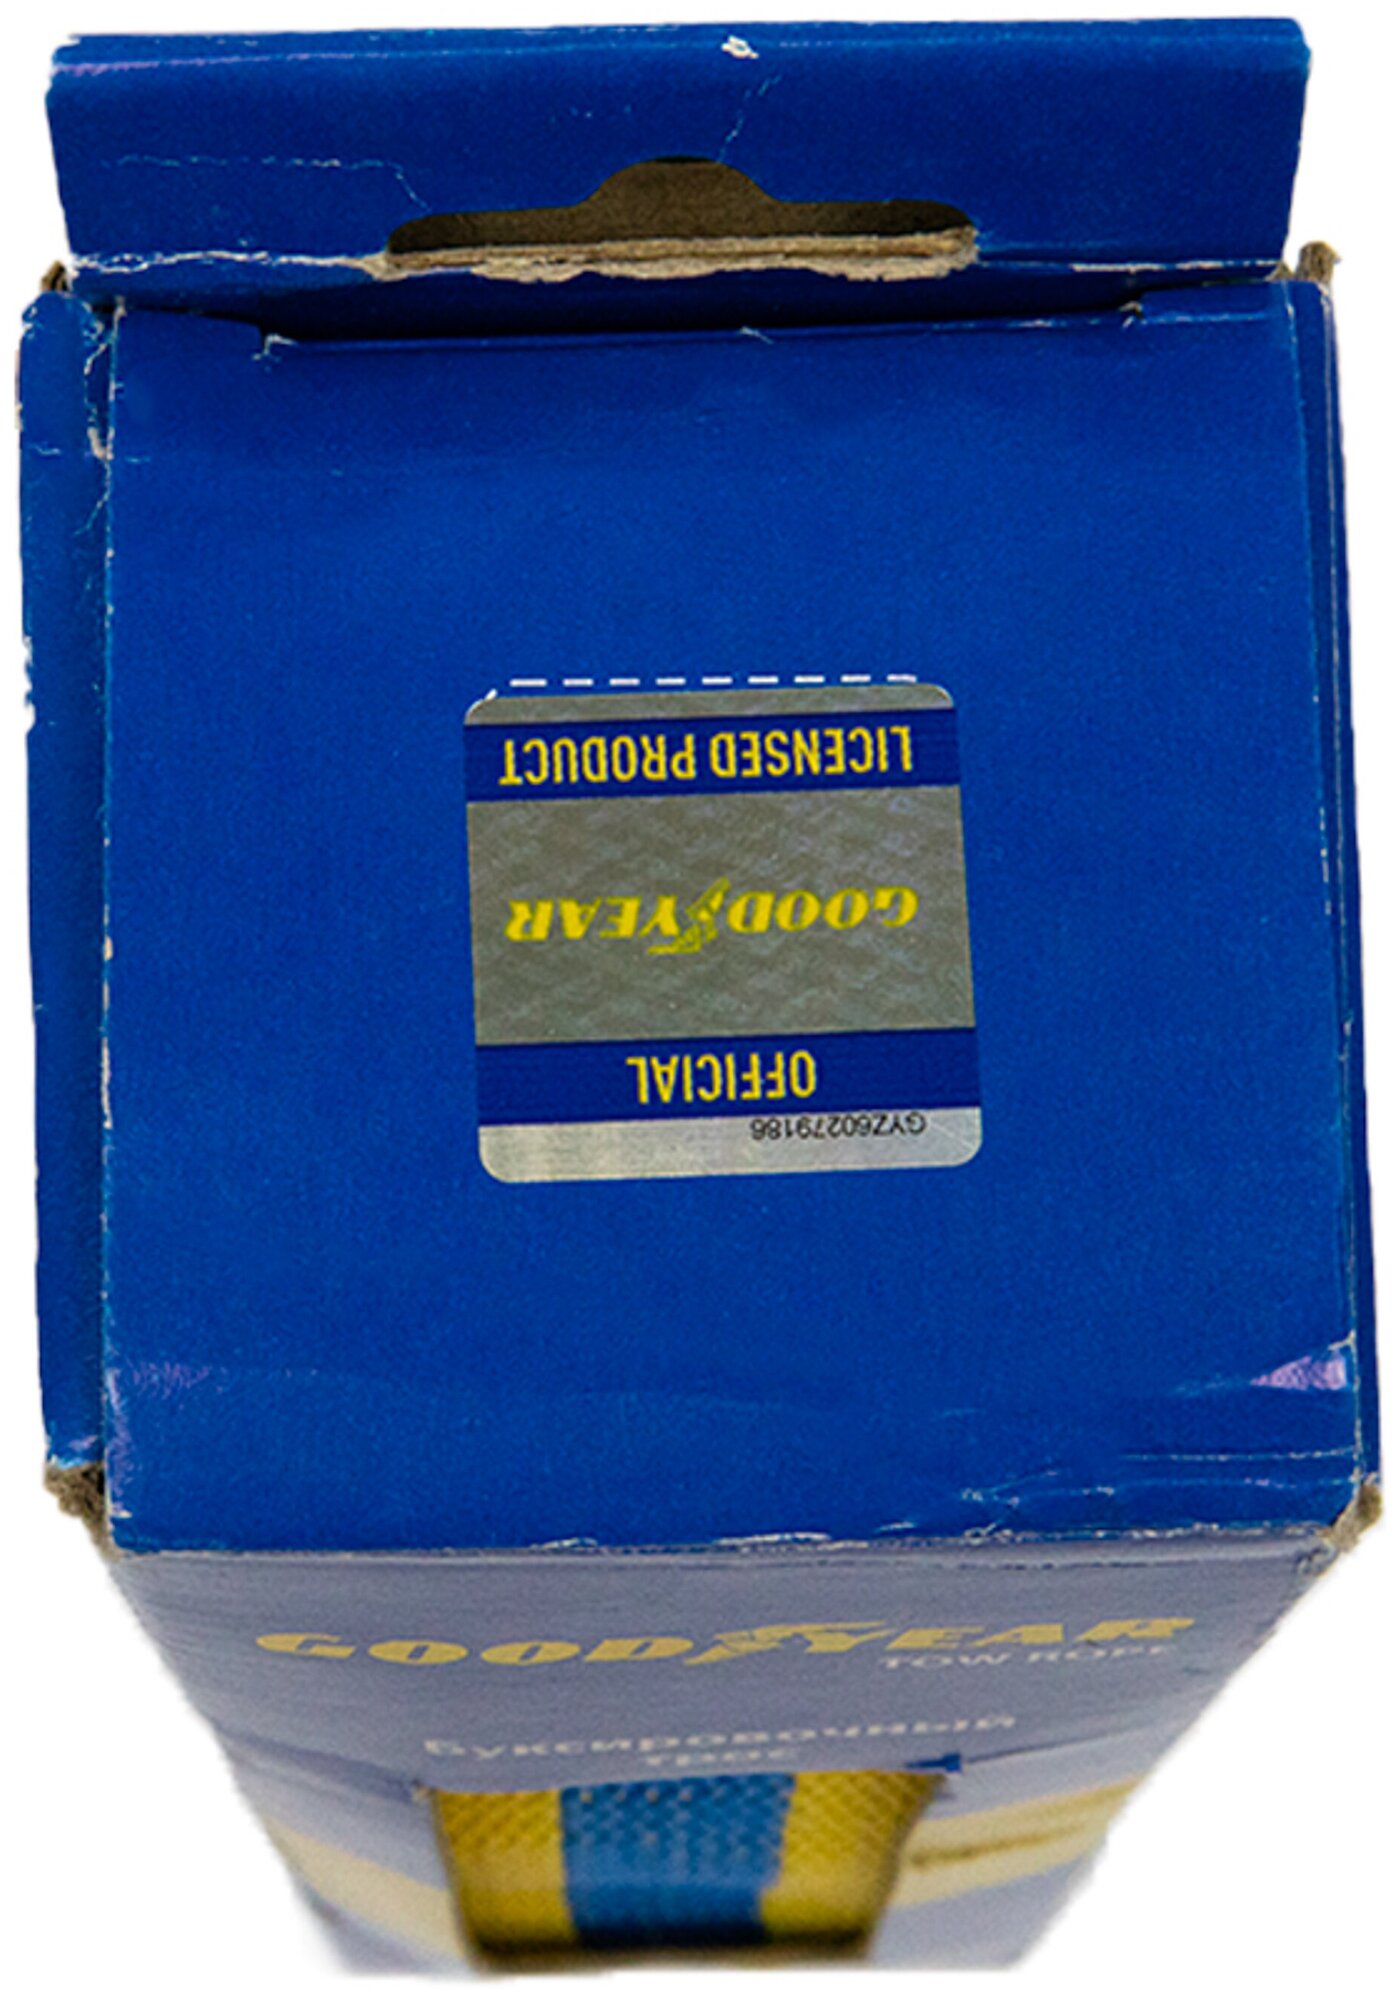 GYZ60279186
OFFICIAL
GOODYEAR
LICENSED PRODUCT
GOODYEAR
TOW ROPE
Буксировочный
трос